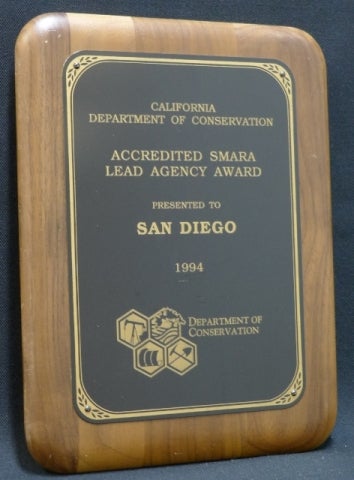 CALIFORNIA
DEPARTMENT OF CONSERVATION
ACCREDITED SMARA
LEAD AGENCY AWARD
PRESENTED TO
SAN DIEGO
1994
DEPARTMENT OF
CONSERVATION